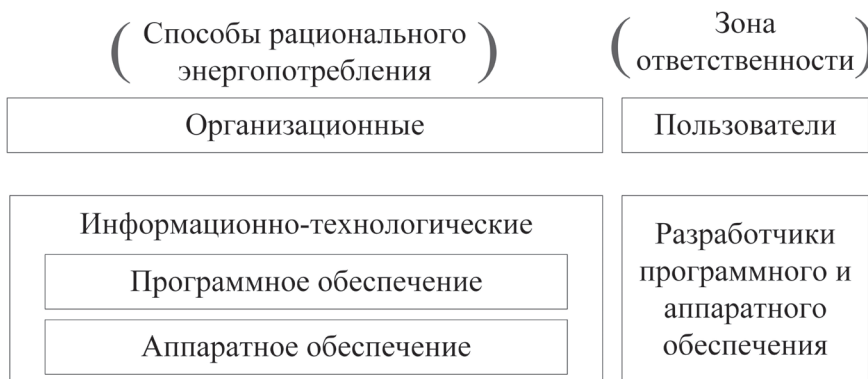 Способы рационального
энергопотребления
Зона
ответственности
Организационные
Пользователи
Информационно-технологические
Программное обеспечение
Аппаратное обеспечение
Разработчики
программного и
аппаратного
обеспечения